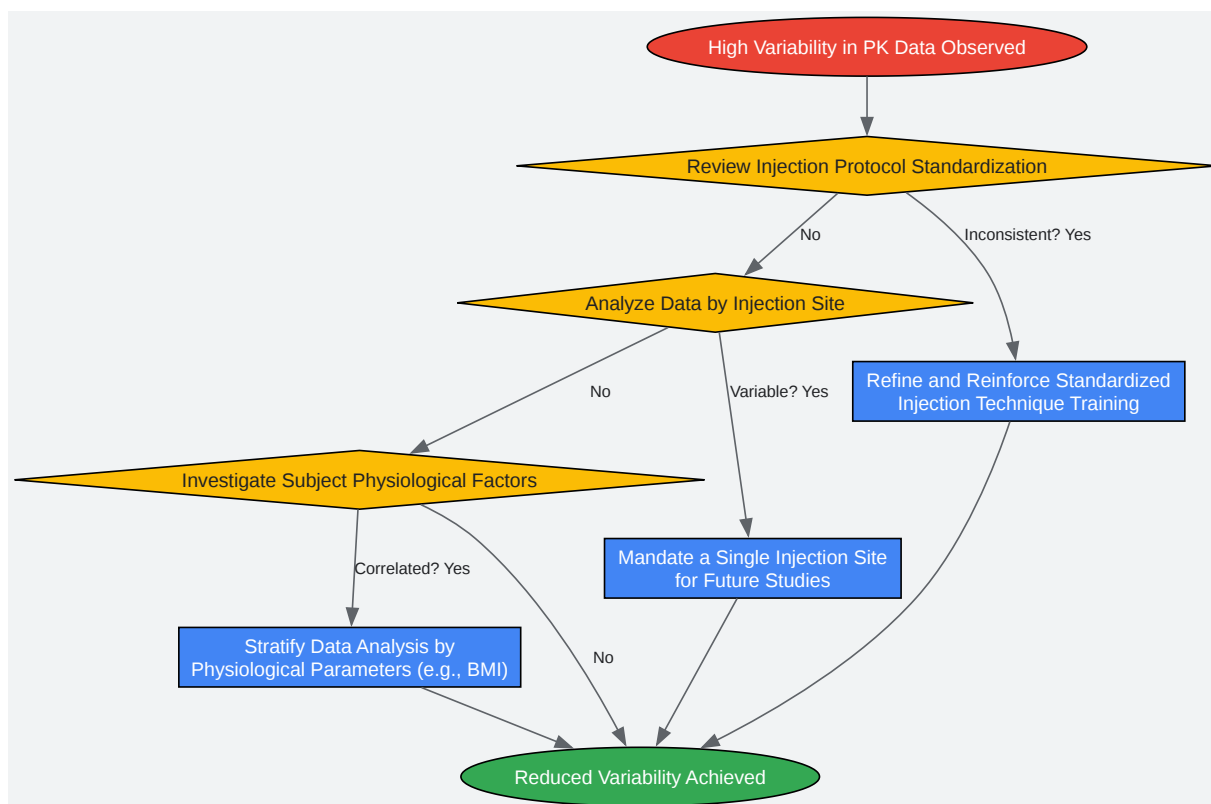 High Variability in PK Data Observed
Review Injection Protocol Standardization
No
Inconsistent? Yes
Analyze Data by Injection Site
Refine and Reinforce Standardized
Injection Technique Training
No
Variable? Yes
Investigate Subject Physiological Factors
Mandate a Single Injection Site
for Future Studies
Correlated? Yes
Stratify Data Analysis by
Physiological Parameters (e.g., BMI)
No
Reduced Variability Achieved